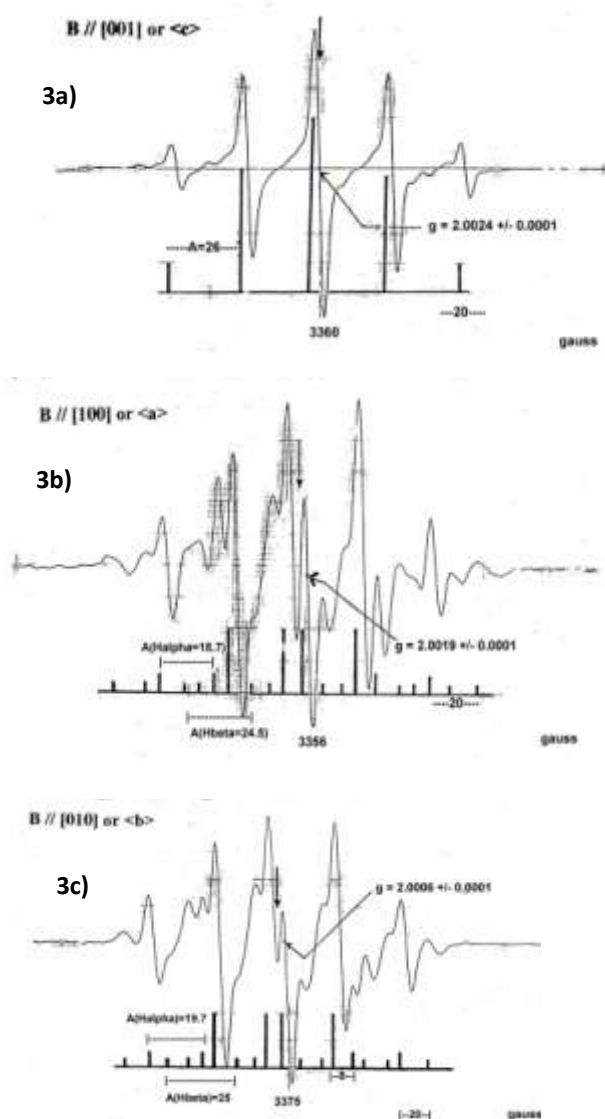 B // [001] or <c>
3a)
g = 2.0024 +/- 0.0001
----A=26---
---20----
3360
gauss
B // [100] or <a>
3b)
A(Halpha=18.7)
g = 2.0019 +/- 0.0001
A(Hbeta=24.5)
----20---
3356
gauss
B // [010] or <b>
3c)
g = 2.0006 +/- 0.0001
A(Halpha)=19.7
A(Hbeta)=25
3375
--20--